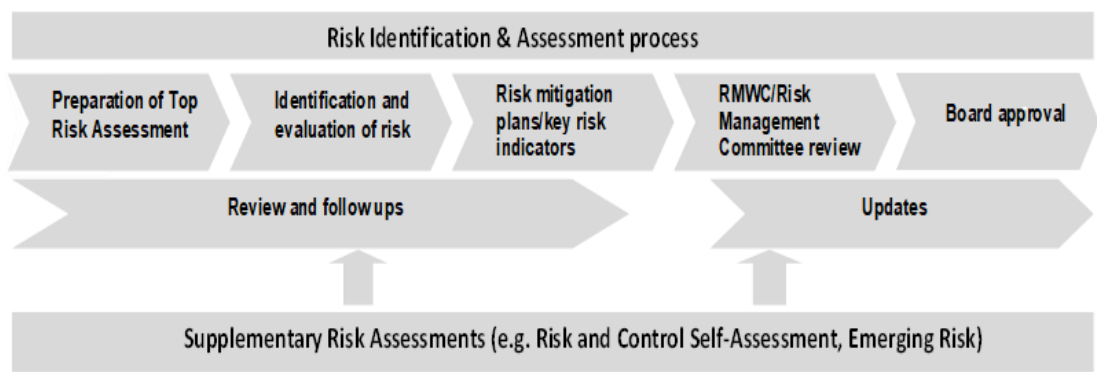 Risk Identification & Assessment process
Preparation of Top
Risk Assessment
Identification and
evaluation of risk
Risk mitigation
plans/key risk
indicators
RMWC/Risk
Management
Committee review
Board approval
Review and follow ups
Updates
Supplementary Risk Assessments (e.g. Risk and Control Self-Assessment, Emerging Risk)